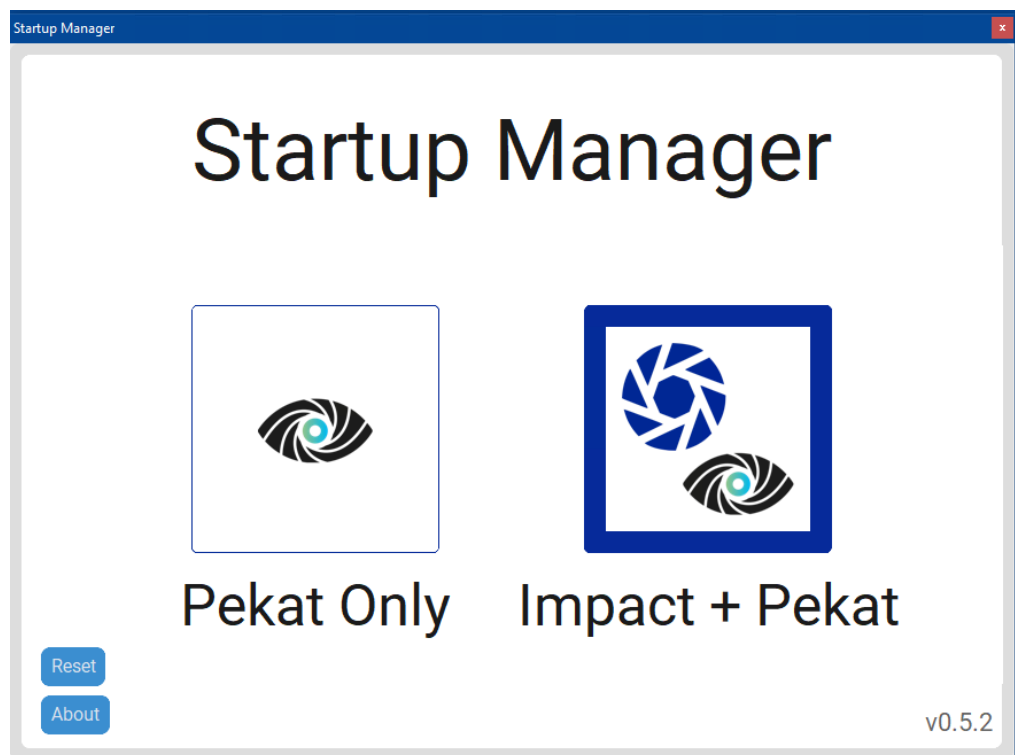 Startup Manager
x
Startup Manager
Pekat Only
Impact + Pekat
Reset
About
v0.5.2